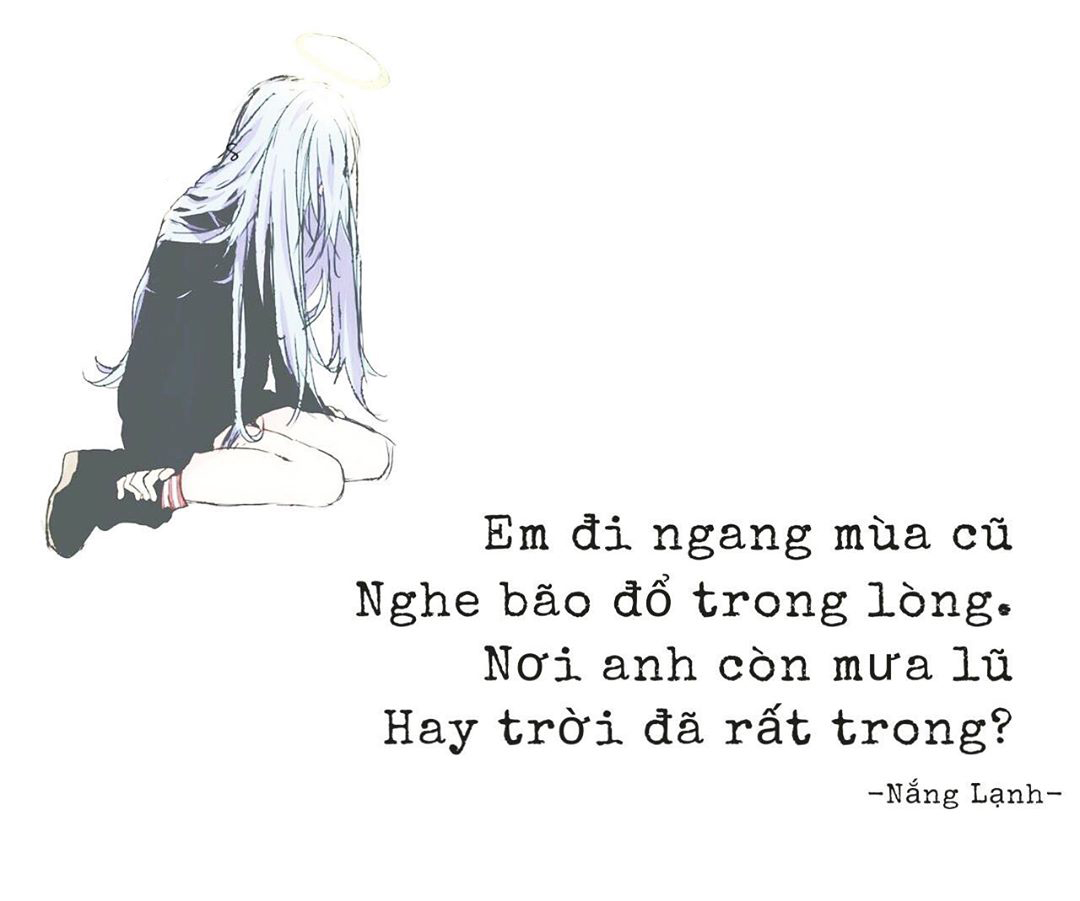 Em đi ngang mùa cũ
Nghe bão đổ trong lòng.
Nơi anh còn mưa lũ
Hay trời đã rất trong?
-Nắng Lạnh-